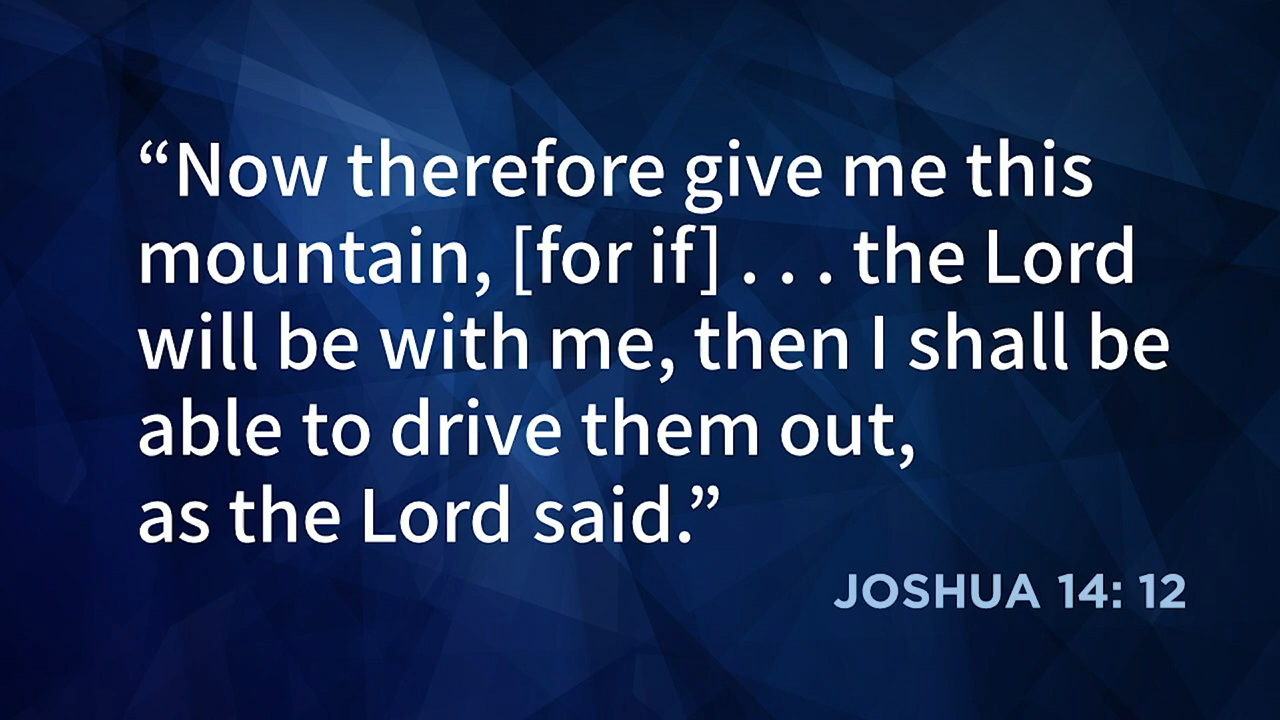 “Now therefore give me this
mountain, [for if] . . . the Lord
will be with me, then I shall be
able to drive them out,
as the Lord said.”
JOSHUA 14: 12